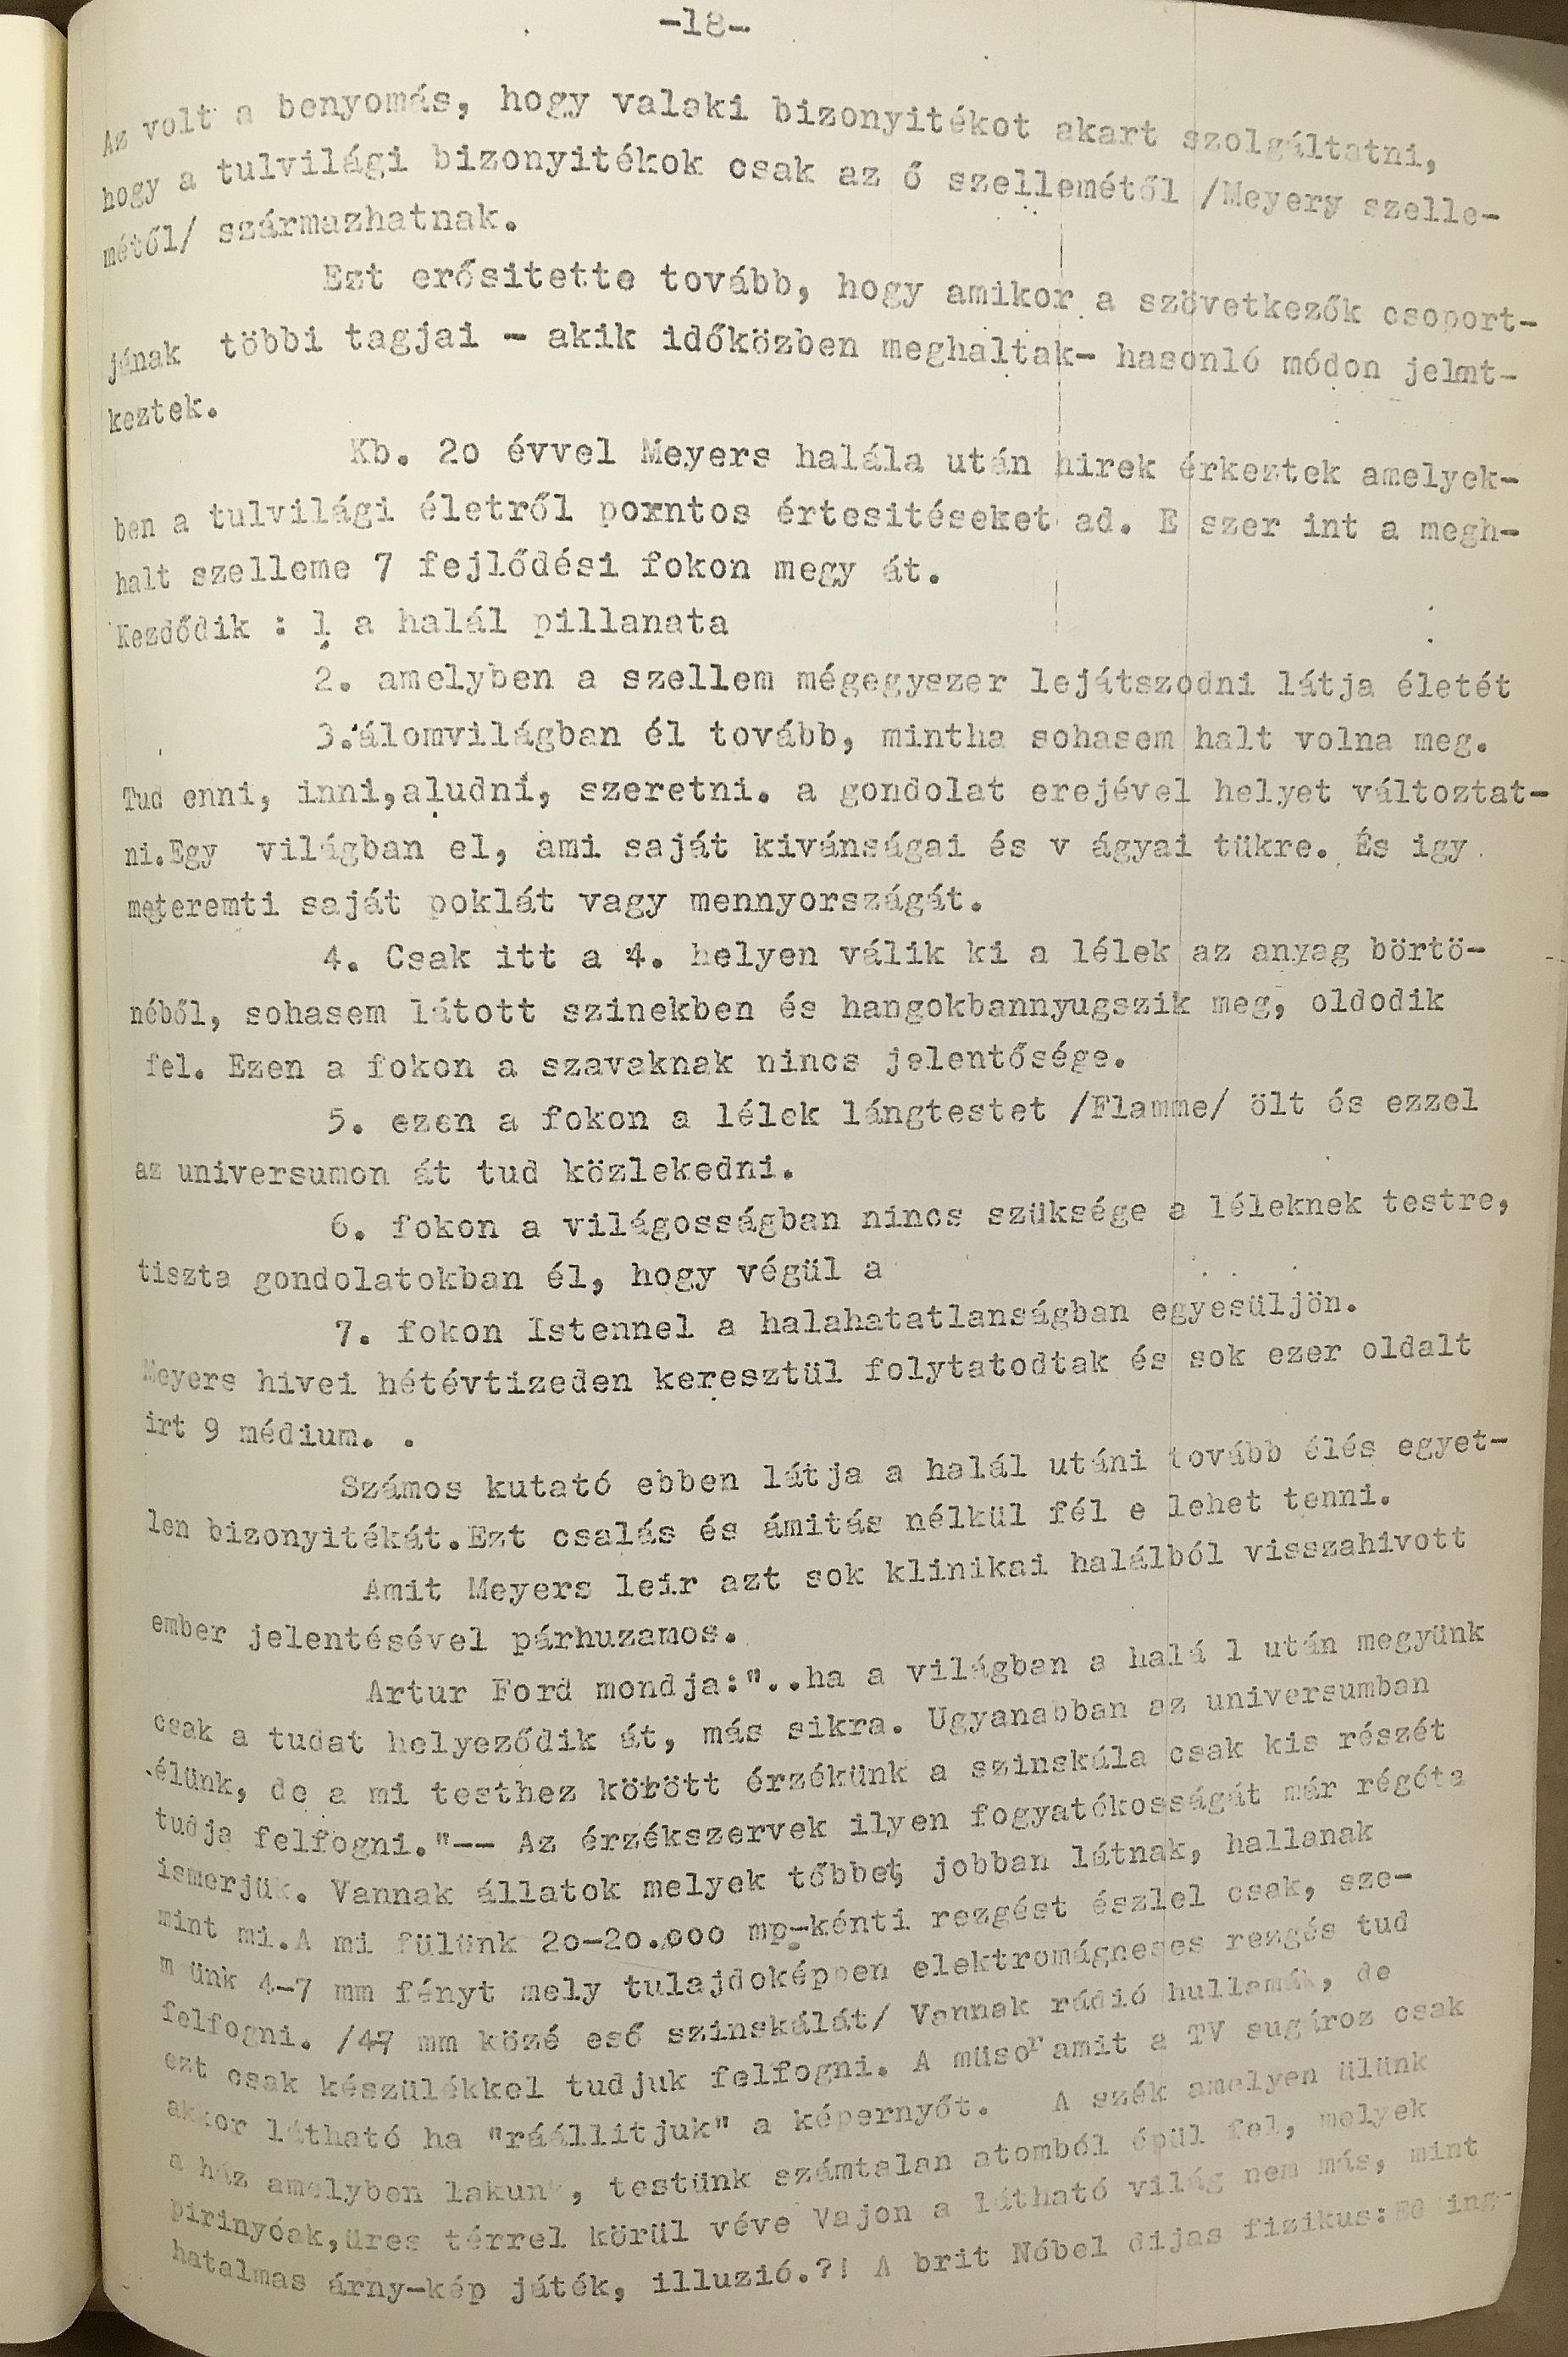 -18-
Az volt a benyomás, hogy valaki bizonyitékot akart szolgáltatni,
hogy a tulvilági bizonyitékok csak az ő szellemétől /Meyery szelle-
métől/ származhatnak.
Ezt erősitette tovább, hogy amikor a szövetkezők csoport-
jának többi tagjai - akik időközben meghaltak- hasonló módon jelmt-
keztek.
Kb. 2o évvel Meyers halála után hirek érkeztek amelyek-
ben a tulvilági életről poxntos értesitéseket ad. E szer int a megh-
halt szelleme 7 fejlődési fokon megy át.
Kezdődik : 1. a halál pillanata
2. amelyben a szellem mégegyszer lejátszodni látja életét
3. álomvilágban él tovább, mintha sohasem halt volna meg.
Tud enni, inni,aludni, szeretni. a gondolat erejével helyet változtat-
ni.Egy világban el, ami saját kivánságai és v ágyai tükre. És igy
megteremti saját poklát vagy mennyországát.
4. Csak itt a 4. helyen válik ki a lélek az anyag börtö-
néből, sohasem látott szinekben és hangokbannyugszik meg, oldodik
fel. Ezen a fokon a szavaknak nincs jelentősége.
5. ezen a fokon a lélek lángtestet /Flamme/ ölt és ezzel
az universumon át tud közlekedni.
6. fokon a világosságban nincs szüksége a léleknek testre,
tiszta gondolatokban él, hogy végül a
7. fokon Istennel a halahatatlanságban egyesüljön.
Meyers hivei hétévtizeden keresztül folytatodtak és sok ezer oldalt
irt 9 médium. .
Számos kutató ebben látja a halál utáni tovább élés egyet-
len bizonyitékát.Ezt csalás és ámitás nélkül fél e lehet tenni.
Amit Meyers leir azt sok klinikai halálból visszahivott
ember jelentésével párhuzamos.
Artur Ford mondja:"..ha a világban a halá l után megyünk
csak a tudat helyeződik át, más sikra. Ugyanabban az universumban
élünk, de a mi testhez kötött érzékünk a szinskúla csak kis részét
tudja felfogni."-- Az érzékszervek ilyen fogyatókosságát már régóta
ismerjük. Vannak állatok melyek tőbbet, jobban látnak, hallanak
mint mi.A mi fülünk 2o-2o.ooo mp-kénti rezgést észlel csak, sze-
m ünk 4-7 mm fényt mely tulajdoképpen elektromágneses rezgés tud
felfogni. /47 mm közé eső szinskálát/ Vannak rádió hullamák, de
ezt csak készülékkel tudjuk felfogni. A müsor amit a TV sugároz csak
akkor látható ha "ráállitjuk" a képernyőt. A szék amelyen ülünk
a ház amelyben lakunk, testünk számtalan atomból épül fel, melyek
pirinyóak,üres térrel körül véve Vajon a látható világ nem más, mint
hatalmas árny-kép játék, illuzió.?! A brit Nóbel dijas fizikus: